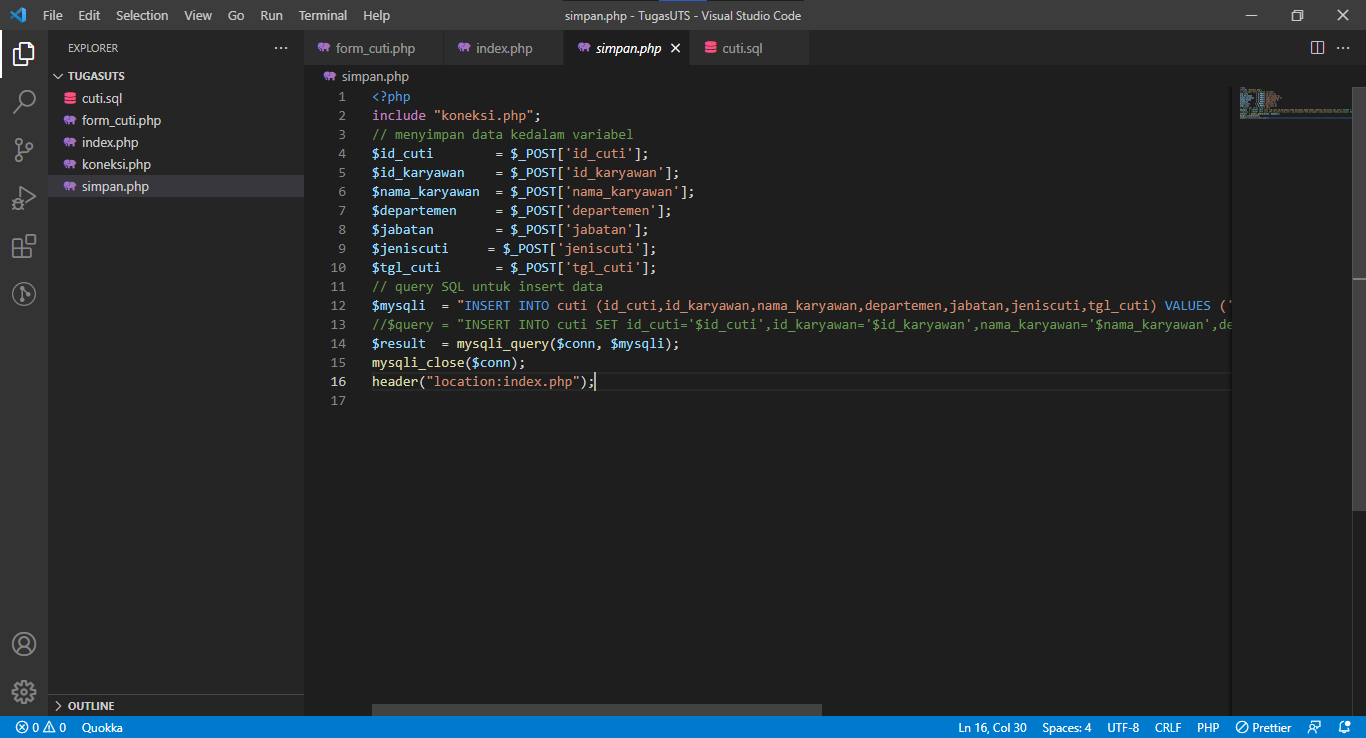 File Edit Selection View Go Run Terminal Help simpan.php - TugasUTS - Visual Studio Code
EXPLORER
TUGASUTS
cuti.sql
form_cuti.php
index.php
koneksi.php
simpan.php
OUTLINE
form_cuti.php index.php simpan.php cuti.sql
simpan.php
1 <?php
2 include "koneksi.php";
3 // menyimpan data kedalam variabel
4 $id_cuti        = $_POST['id_cuti'];
5 $id_karyawan    = $_POST['id_karyawan'];
6 $nama_karyawan  = $_POST['nama_karyawan'];
7 $departemen     = $_POST['departemen'];
8 $jabatan        = $_POST['jabatan'];
9 $jeniscuti     = $_POST['jeniscuti'];
10 $tgl_cuti       = $_POST['tgl_cuti'];
11 // query SQL untuk insert data
12 $mysqli  = "INSERT INTO cuti (id_cuti,id_karyawan,nama_karyawan,departemen,jabatan,jeniscuti,tgl_cuti) VALUES ('
13 //$query = "INSERT INTO cuti SET id_cuti='$id_cuti',id_karyawan='$id_karyawan',nama_karyawan='$nama_karyawan',de
14 $result  = mysqli_query($conn, $mysqli);
15 mysqli_close($conn);
16 header("location:index.php");
17
0 0 Quokka Ln 16, Col 30 Spaces: 4 UTF-8 CRLF PHP Prettier